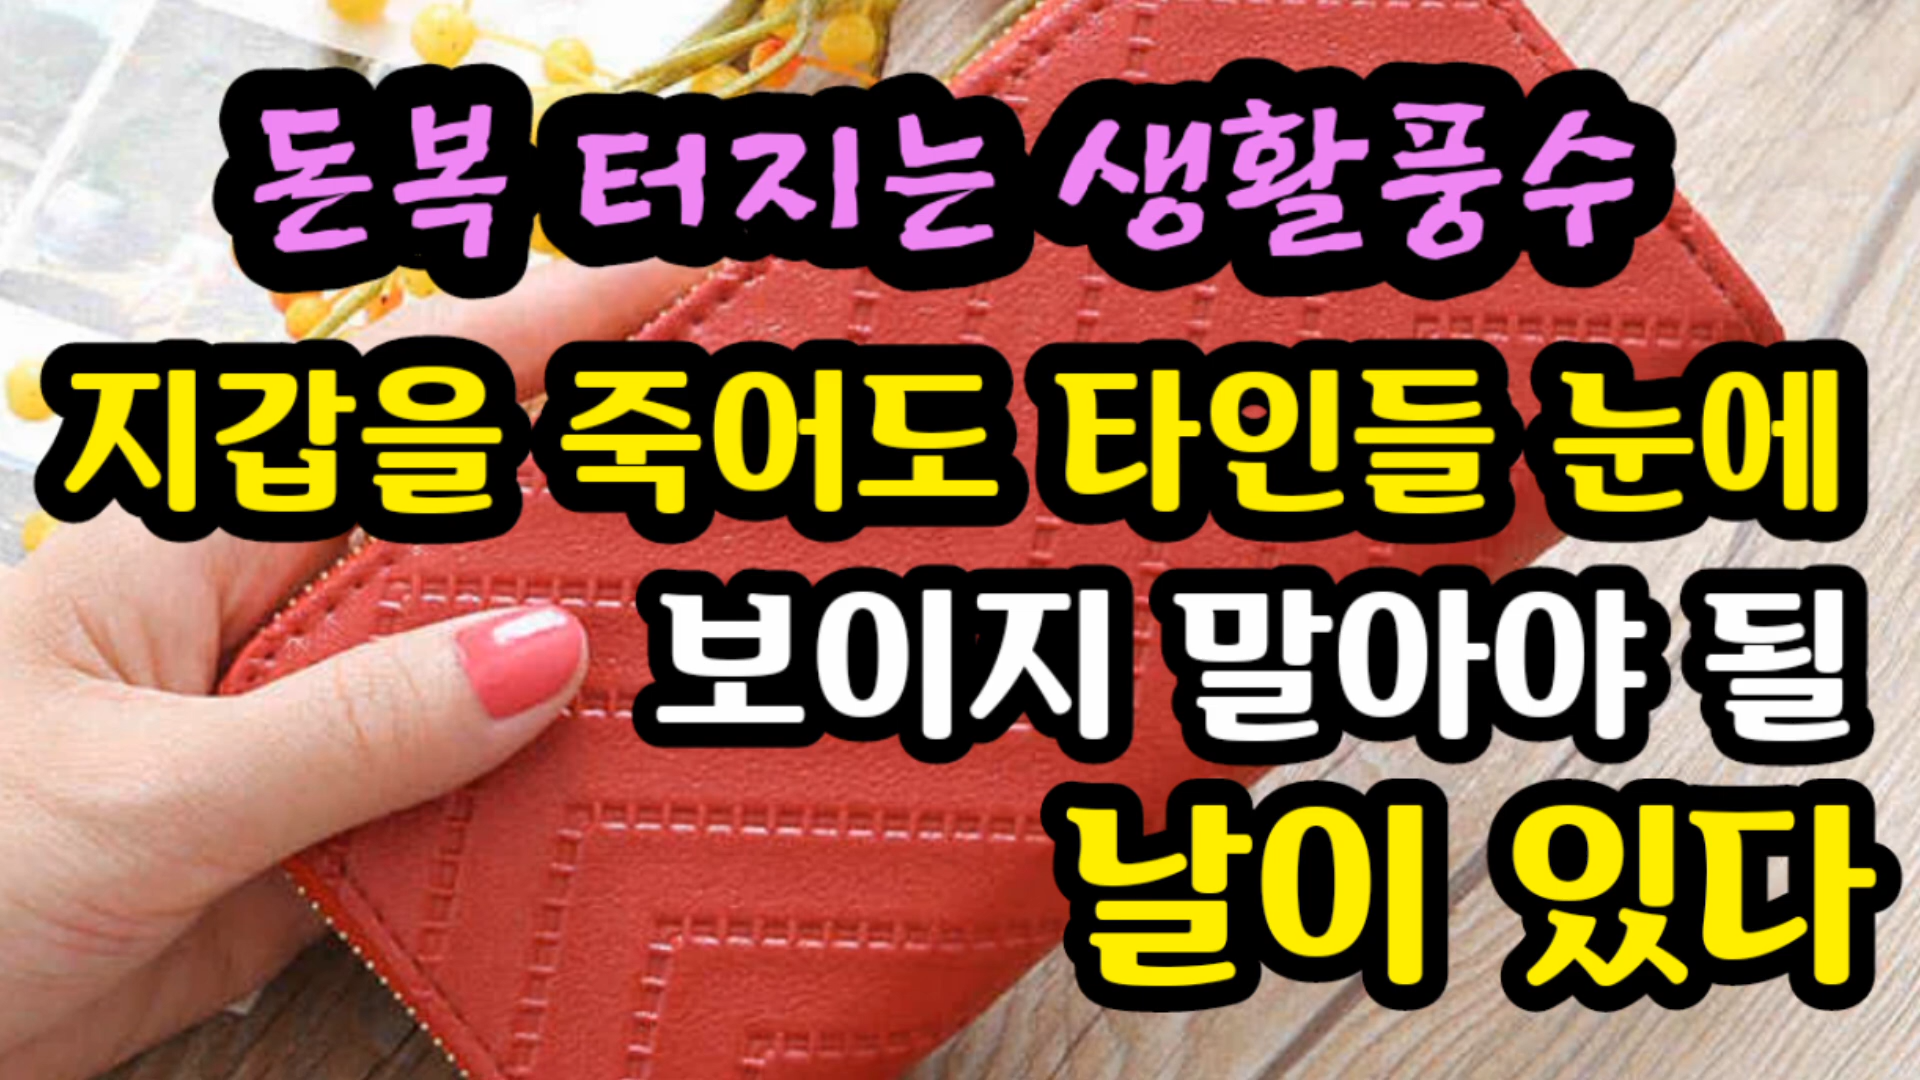 돈복 터지는 생활풍수
지갑을 죽어도 타인들 눈에
보이지 말아야 될
날이 있다